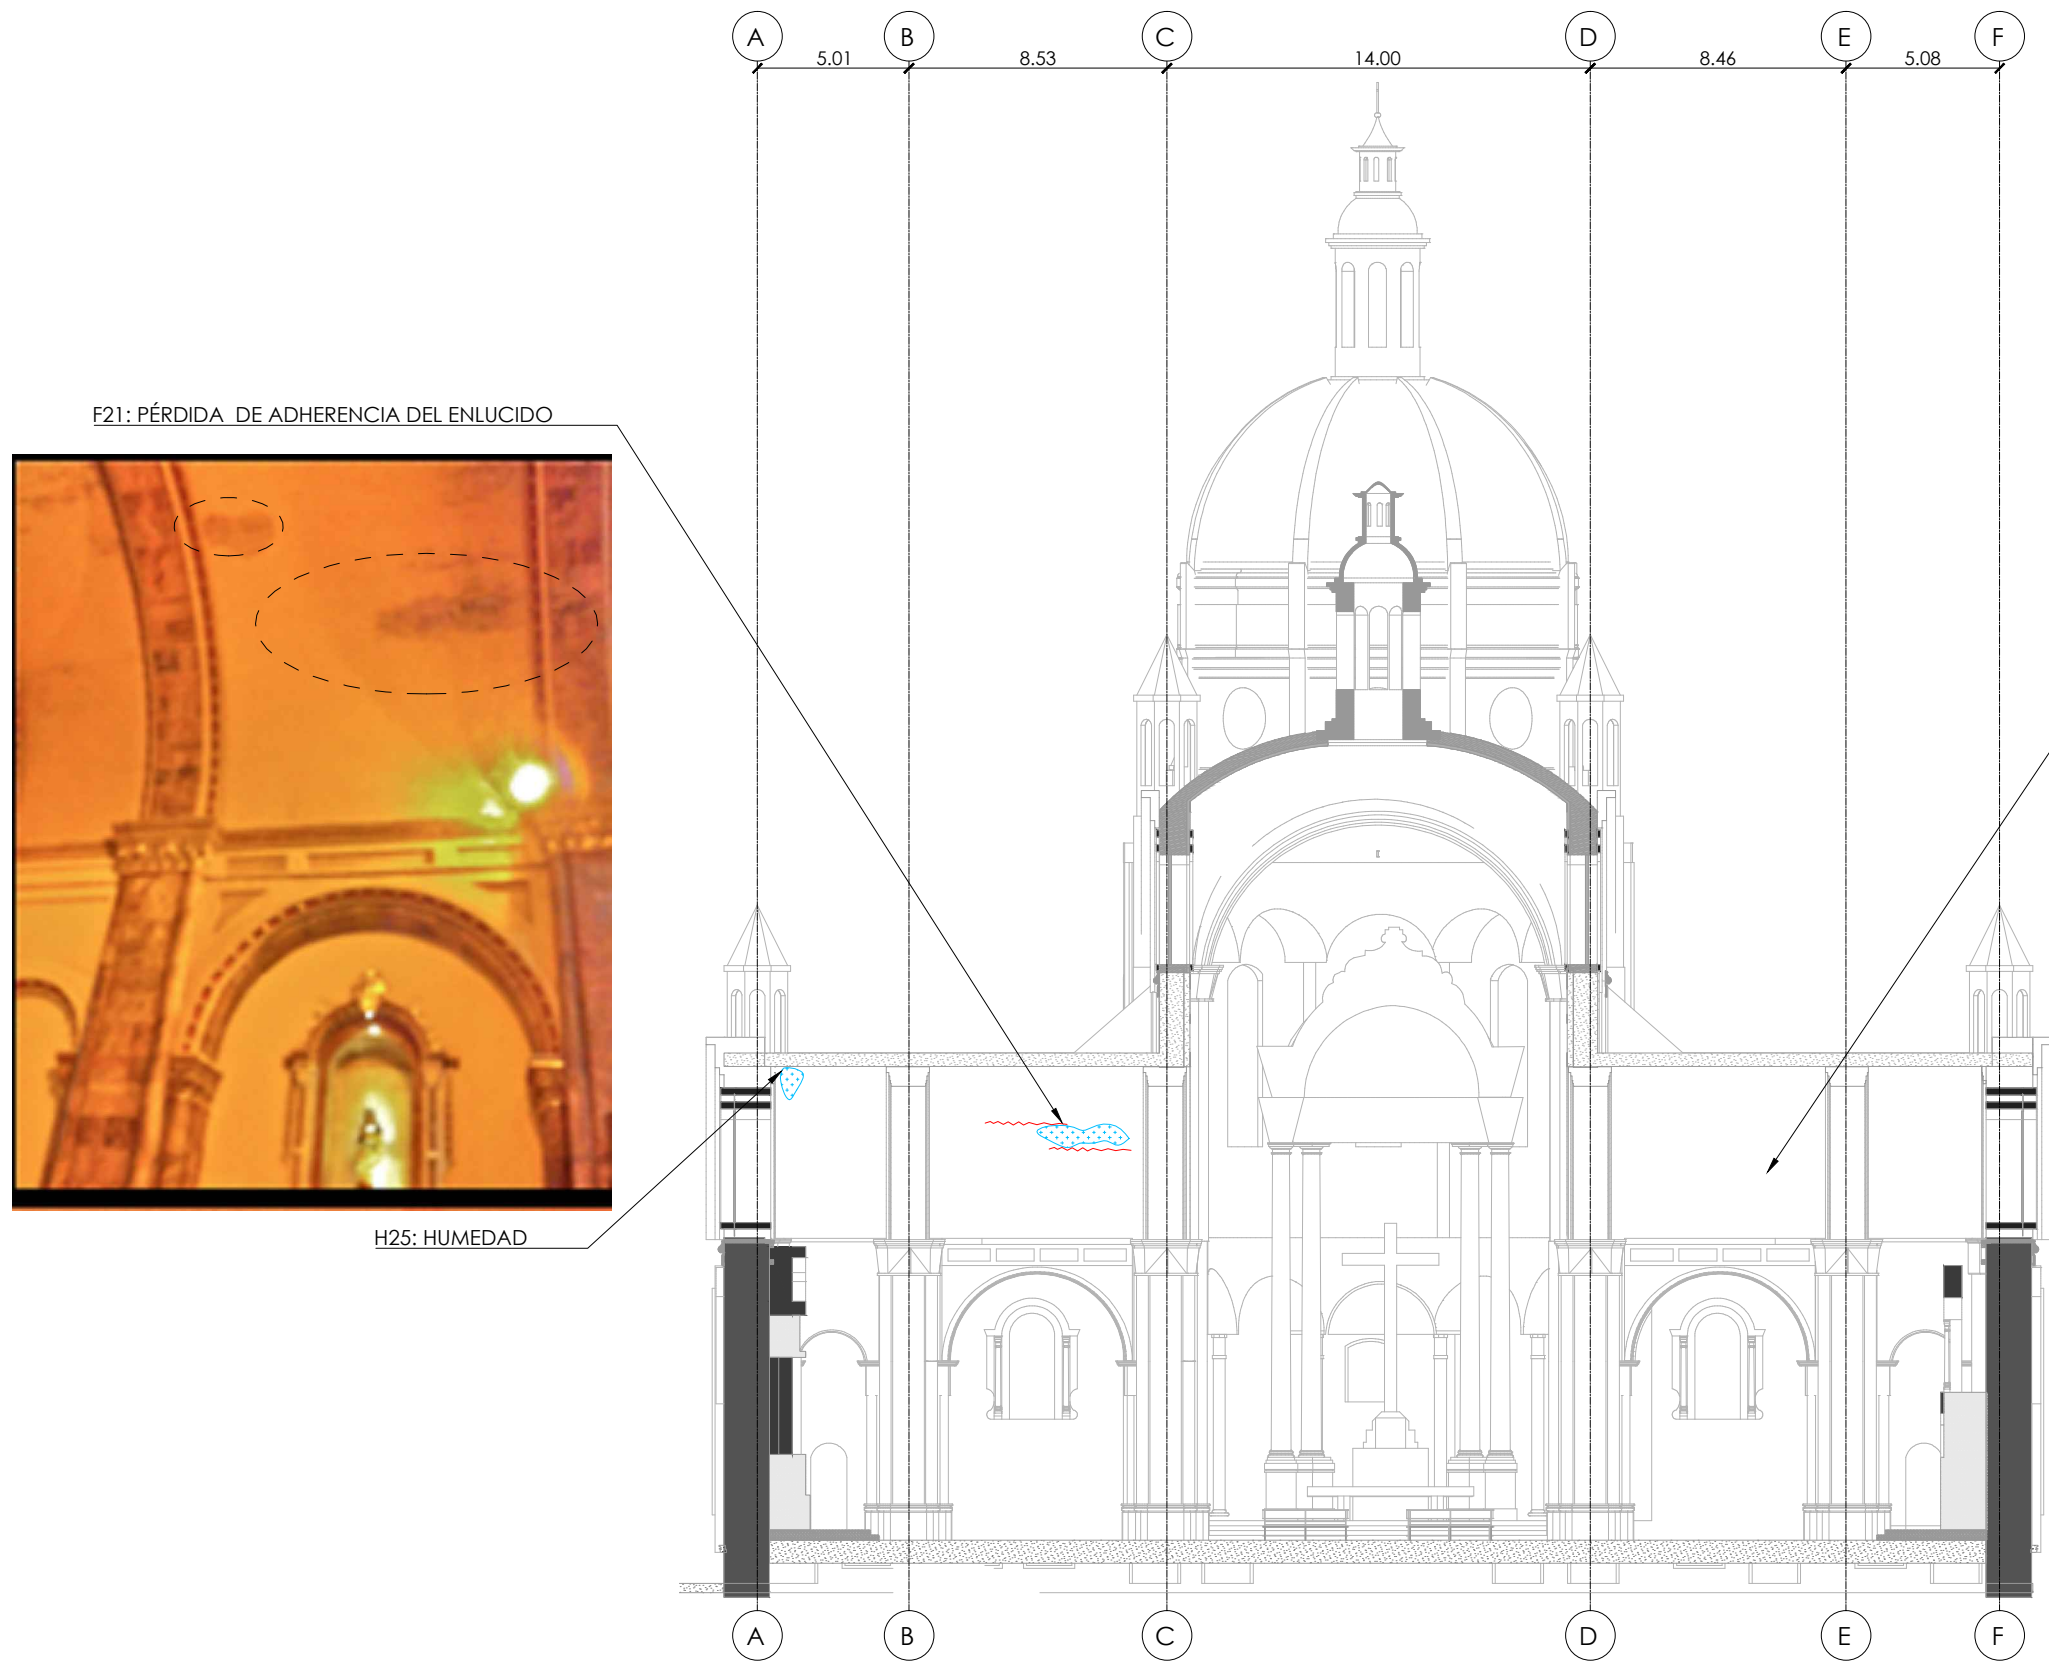 A B C D E F
5.01 8.53 14.00 8.46 5.08
F21: PÉRDIDA DE ADHERENCIA DEL ENLUCIDO
H25: HUMEDAD
A B C D E F